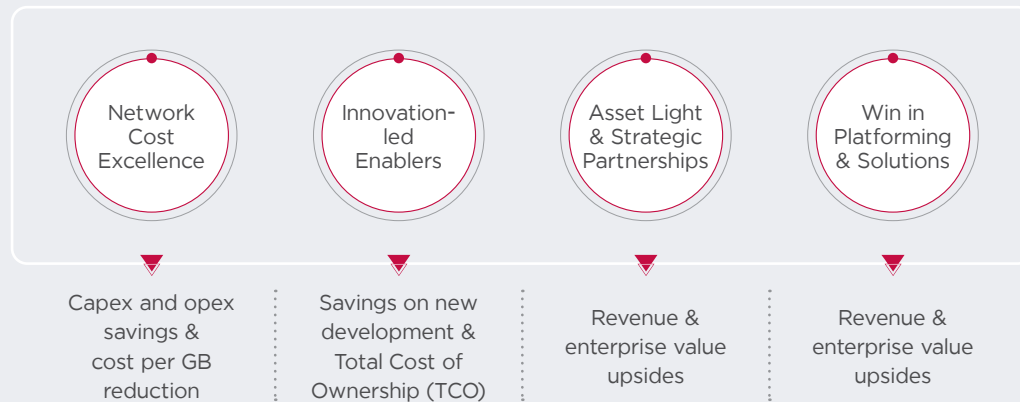 Network
Cost
Excellence
Innovation-
led
Enablers
Asset Light
& Strategic
Partnerships
Win in
Platforming
& Solutions
Capex and opex
savings &
cost per GB
reduction
Savings on new
development &
Total Cost of
Ownership (TCO)
Revenue &
enterprise value
upsides
Revenue &
enterprise value
upsides